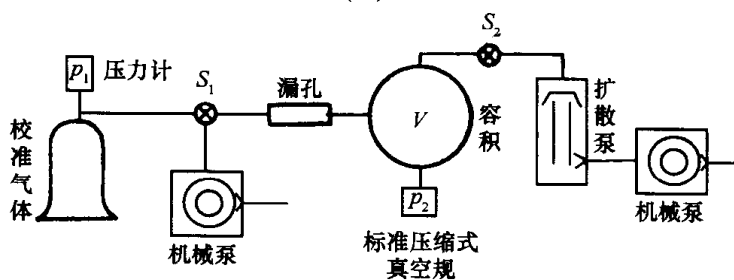 p₁ 压力计
S₁
S₂
漏孔
V
容积
扩散泵
校准气体
机械泵
p₂
机械泵
标准压缩式
真空规